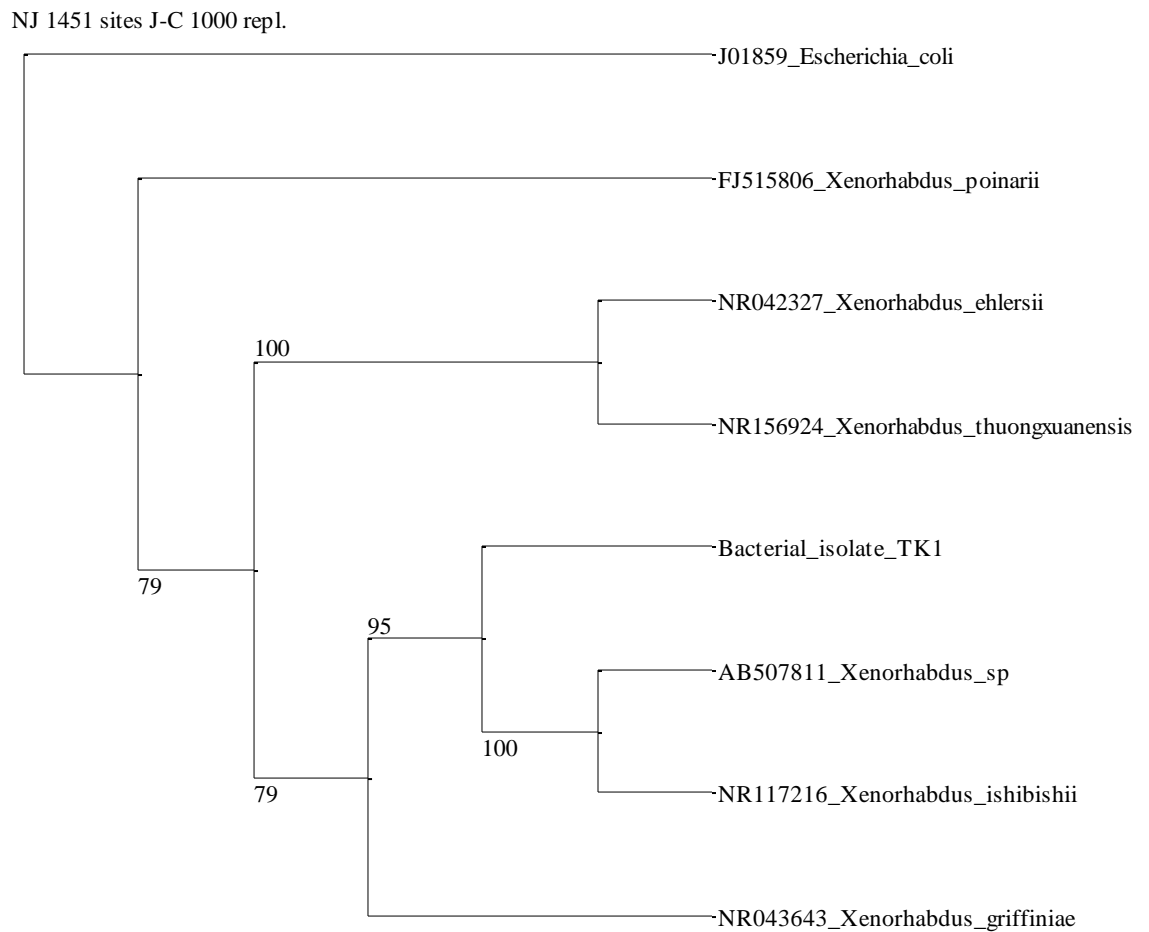 NJ 1451 sites J-C 1000 repl.
J01859_Escherichia_coli
FJ515806_Xenorhabdus_poinarii
NR042327_Xenorhabdus_ehlersii
100
NR156924_Xenorhabdus_thuongxuanensis
Bacterial_isolate_TK1
79
95
AB507811_Xenorhabdus_sp
100
79
NR117216_Xenorhabdus_ishibishii
NR043643_Xenorhabdus_griffiniae